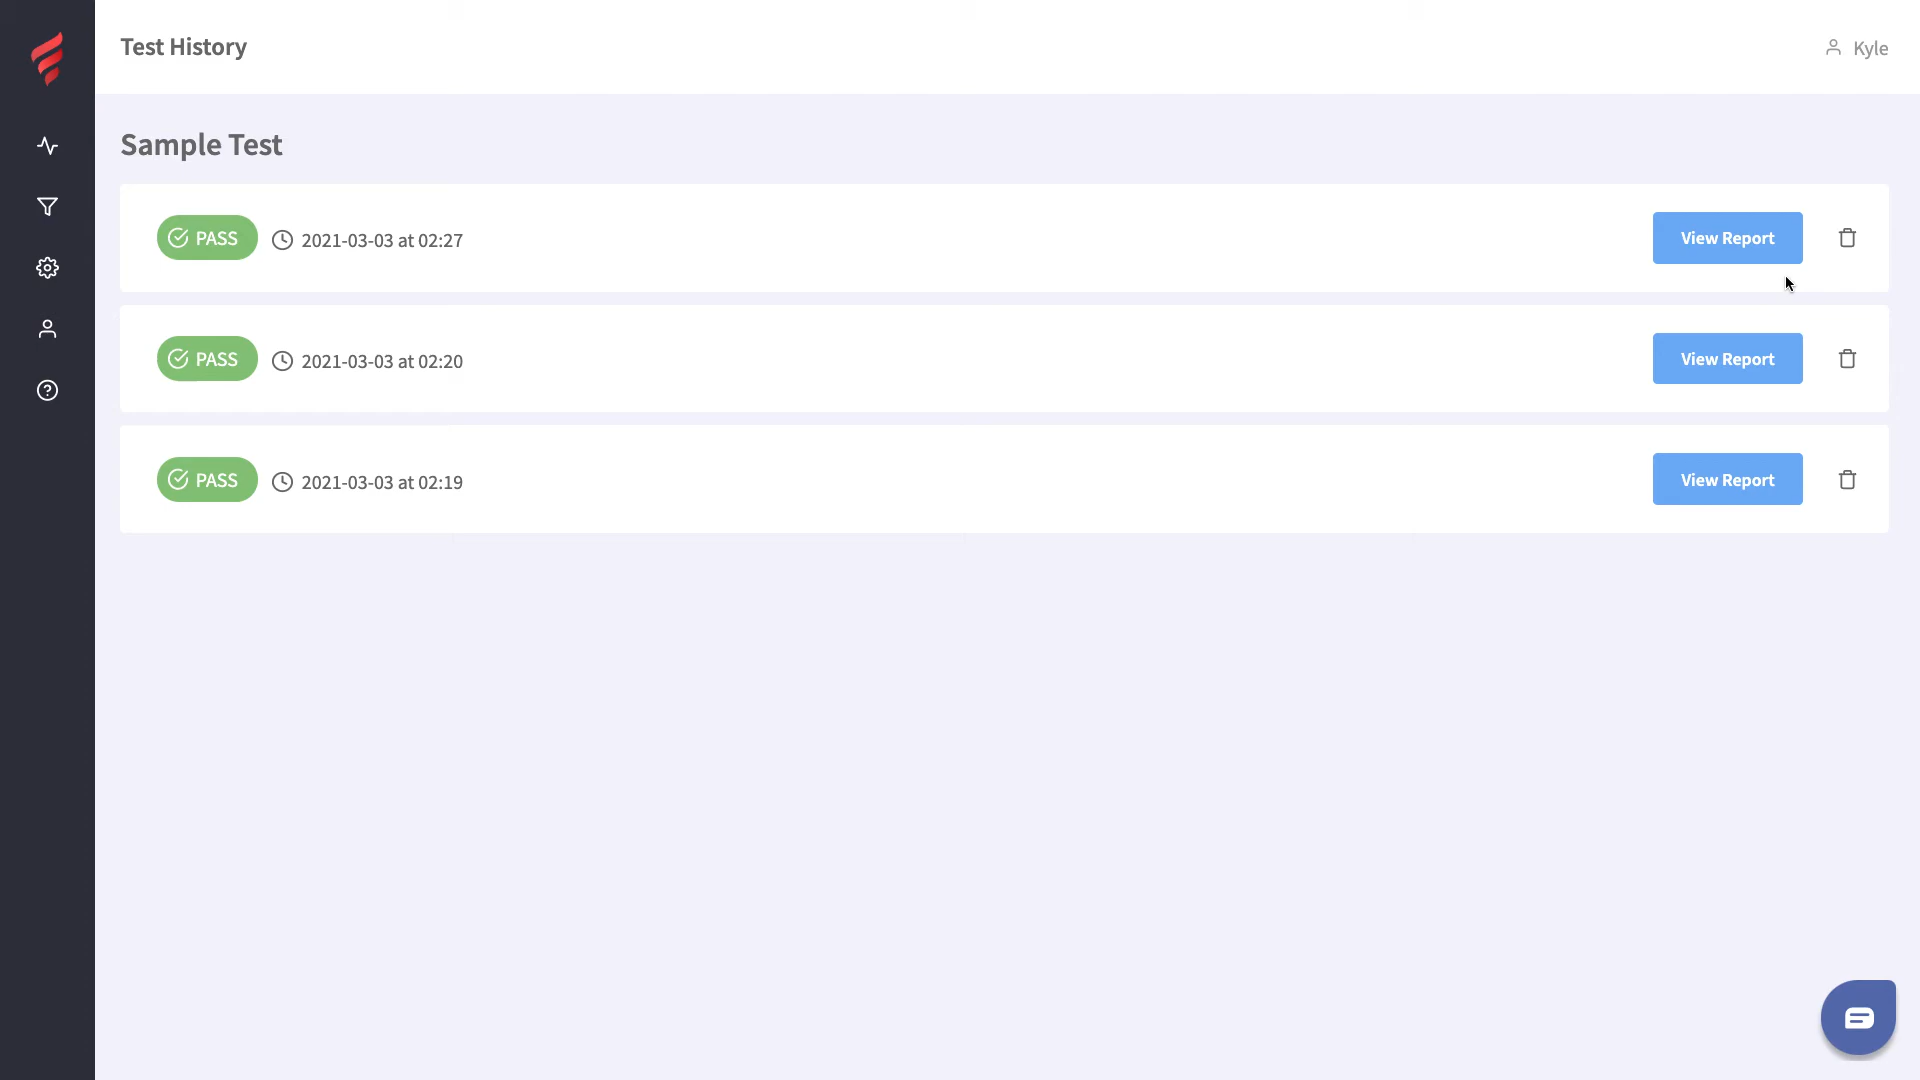 Test History
Kyle
Sample Test
PASS 2021-03-03 at 02:27 View Report
PASS 2021-03-03 at 02:20 View Report
PASS 2021-03-03 at 02:19 View Report